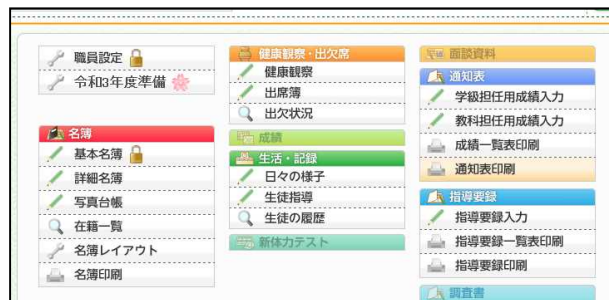 職員設定
令和3年度準備
名簿
基本名簿
詳細名簿
写真台帳
在籍一覧
名簿レイアウト
名簿印刷
健康観察・出欠席
健康観察
出席簿
出欠状況
成績
生活・記録
日々の様子
生徒指導
生徒の履歴
新体力テスト
面談資料
通知表
学級担任用成績入力
教科担任用成績入力
成績一覧表印刷
通知表印刷
指導要録
指導要録入力
指導要録一覧表印刷
指導要録印刷
調査書